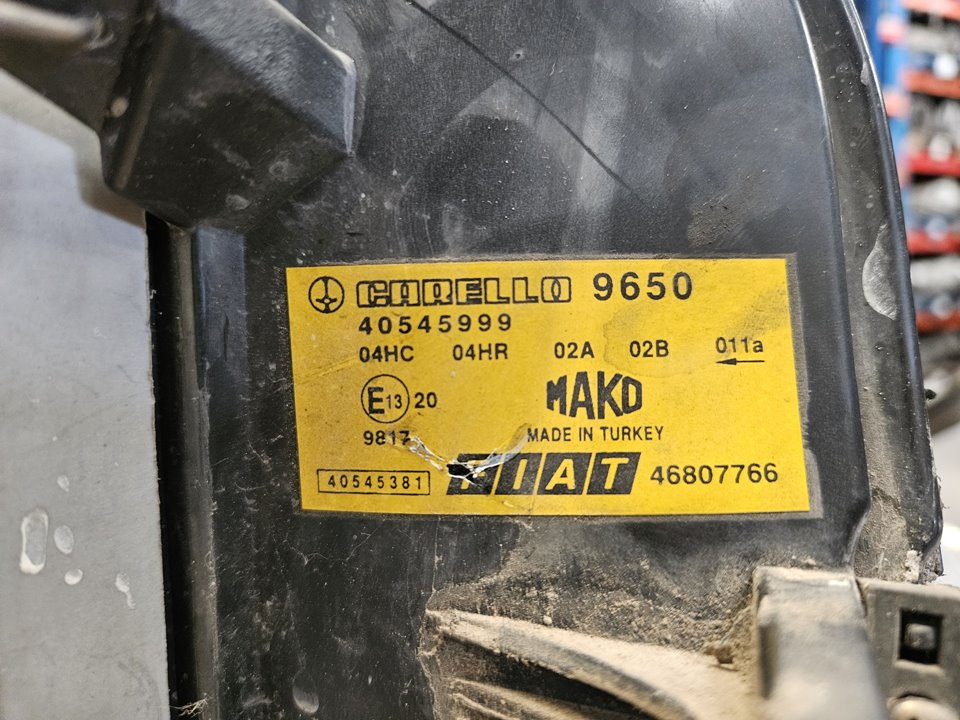 CARELLO 9650
40545999
04HC 04HR 02A 02B 011a
E13 20
MAKO
9817
MADE IN TURKEY
40545381 FIAT 46807766